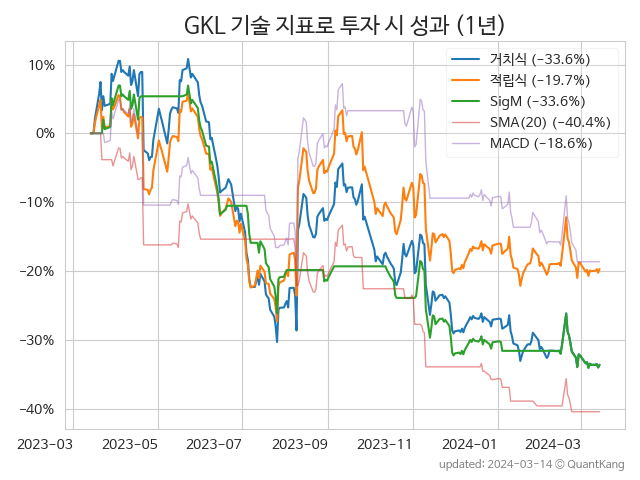 GKL 기술 지표로 투자 시 성과 (1년)
거치식 (−33.6%)
적립식 (−19.7%)
SigM (−33.6%)
SMA(20) (−40.4%)
MACD (−18.6%)
10%
0%
−10%
−20%
−30%
−40%
2023−03 2023−05 2023−07 2023−09 2023−11 2024−01 2024−03
updated: 2024−03−14 © QuantKang